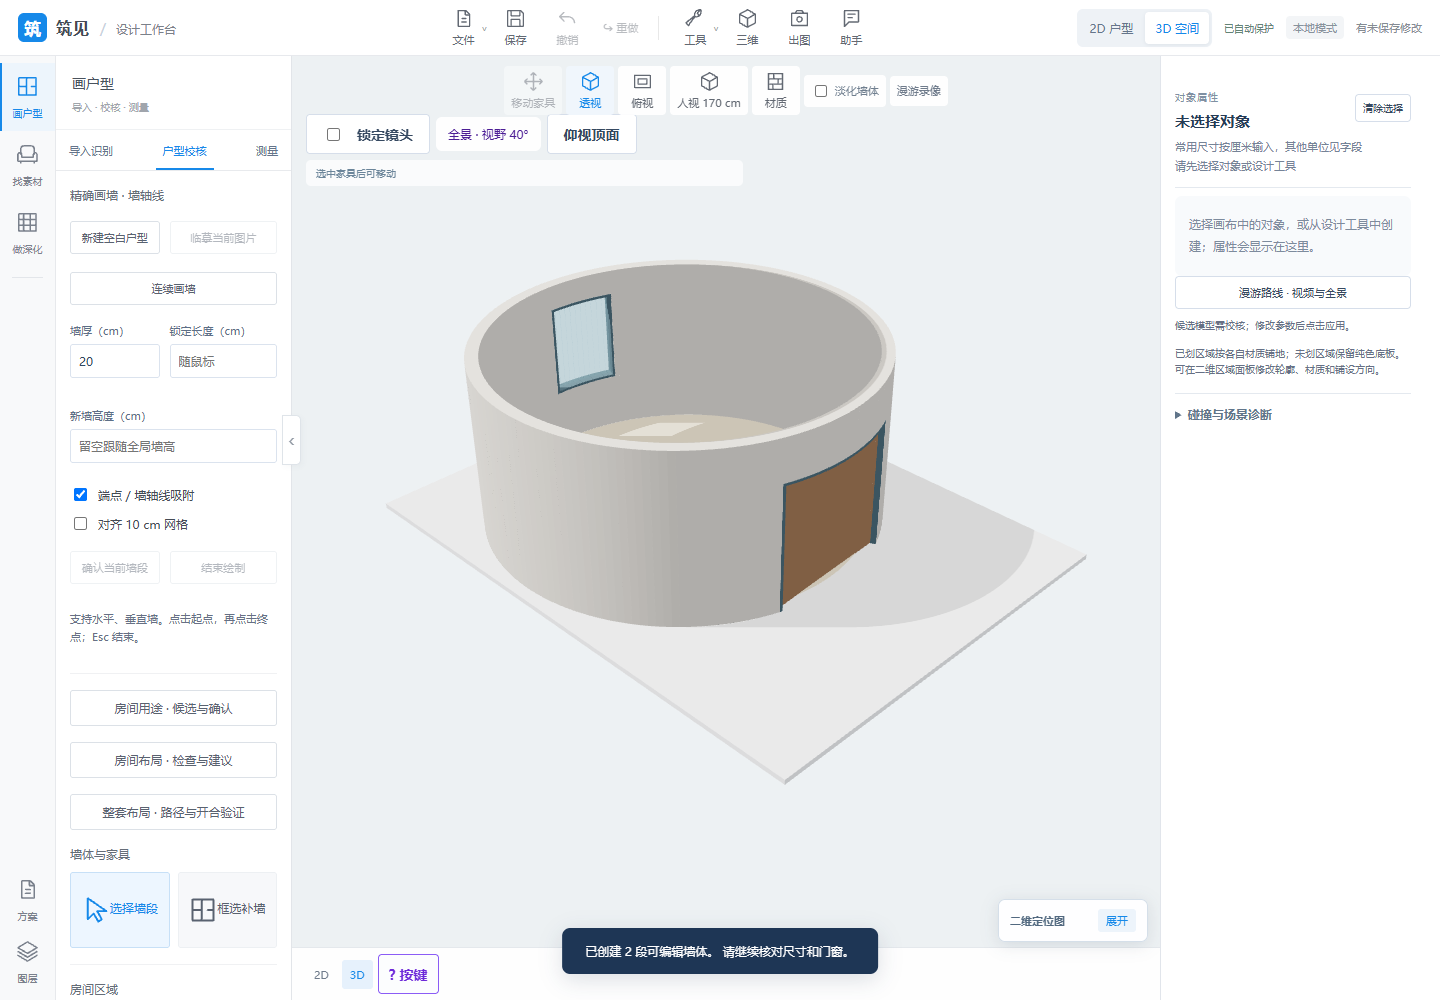 筑 筑见 / 设计工作台
文件 保存 撤销 重做 工具 三维 出图 助手
2D 户型 3D 空间 已自动保护 本地模式 有未保存修改
画户型
找素材
做深化
方案
图层
画户型
导入 · 校核 · 测量
导入识别 户型校核 测量
精确画墙 · 墙轴线
新建空白户型 临摹当前图片
连续画墙
墙厚（cm） 锁定长度（cm）
20 随鼠标
新墙高度（cm）
留空跟随全局墙高
端点 / 墙轴线吸附
对齐 10 cm 网格
确认当前墙段 结束绘制
支持水平、垂直墙。点击起点，再点击终
点；Esc 结束。
房间用途 · 候选与确认
房间布局 · 检查与建议
整套布局 · 路径与开合验证
墙体与家具
选择墙段 框选补墙
房间区域
移动家具 透视 俯视 人视 170 cm 材质 淡化墙体 漫游录像
锁定镜头 全景 · 视野 40° 仰视顶面
选中家具后可移动
二维定位图 展开
已创建 2 段可编辑墙体。 请继续核对尺寸和门窗。
2D 3D ? 按键
对象属性
未选择对象
清除选择
常用尺寸按厘米输入，其他单位见字段
请先选择对象或设计工具
选择画布中的对象，或从设计工具中创
建；属性会显示在这里。
漫游路线 · 视频与全景
候选模型需校核；修改参数后点击应用。
已划区域按各自材质铺地；未划区域保留纯色底板。
可在二维区域面板修改轮廓、材质和铺设方向。
碰撞与场景诊断